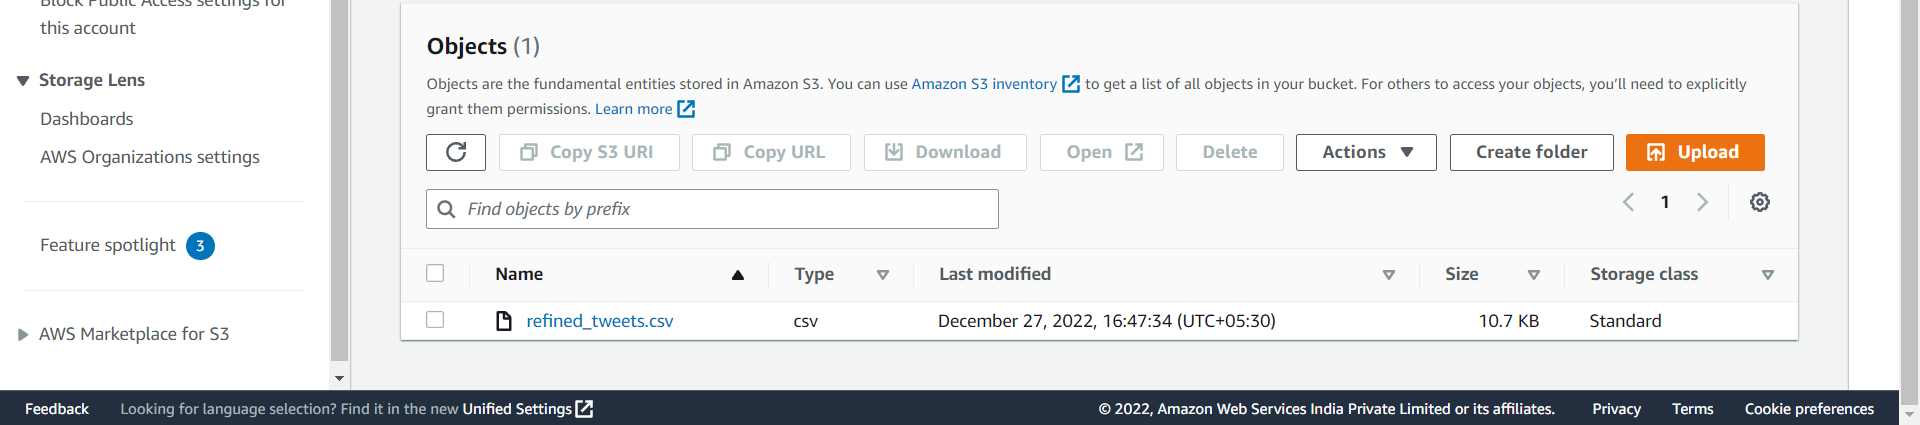 Block Public Access settings for
this account
Storage Lens
Dashboards
AWS Organizations settings
Feature spotlight 3
AWS Marketplace for S3
Objects (1)
Objects are the fundamental entities stored in Amazon S3. You can use Amazon S3 inventory to get a list of all objects in your bucket. For others to access your objects, you'll need to explicitly
grant them permissions. Learn more
Copy S3 URI Copy URL Download Open Delete Actions Create folder Upload
Find objects by prefix 1
Name Type Last modified Size Storage class
refined_tweets.csv csv December 27, 2022, 16:47:34 (UTC+05:30) 10.7 KB Standard
Feedback Looking for language selection? Find it in the new Unified Settings © 2022, Amazon Web Services India Private Limited or its affiliates. Privacy Terms Cookie preferences